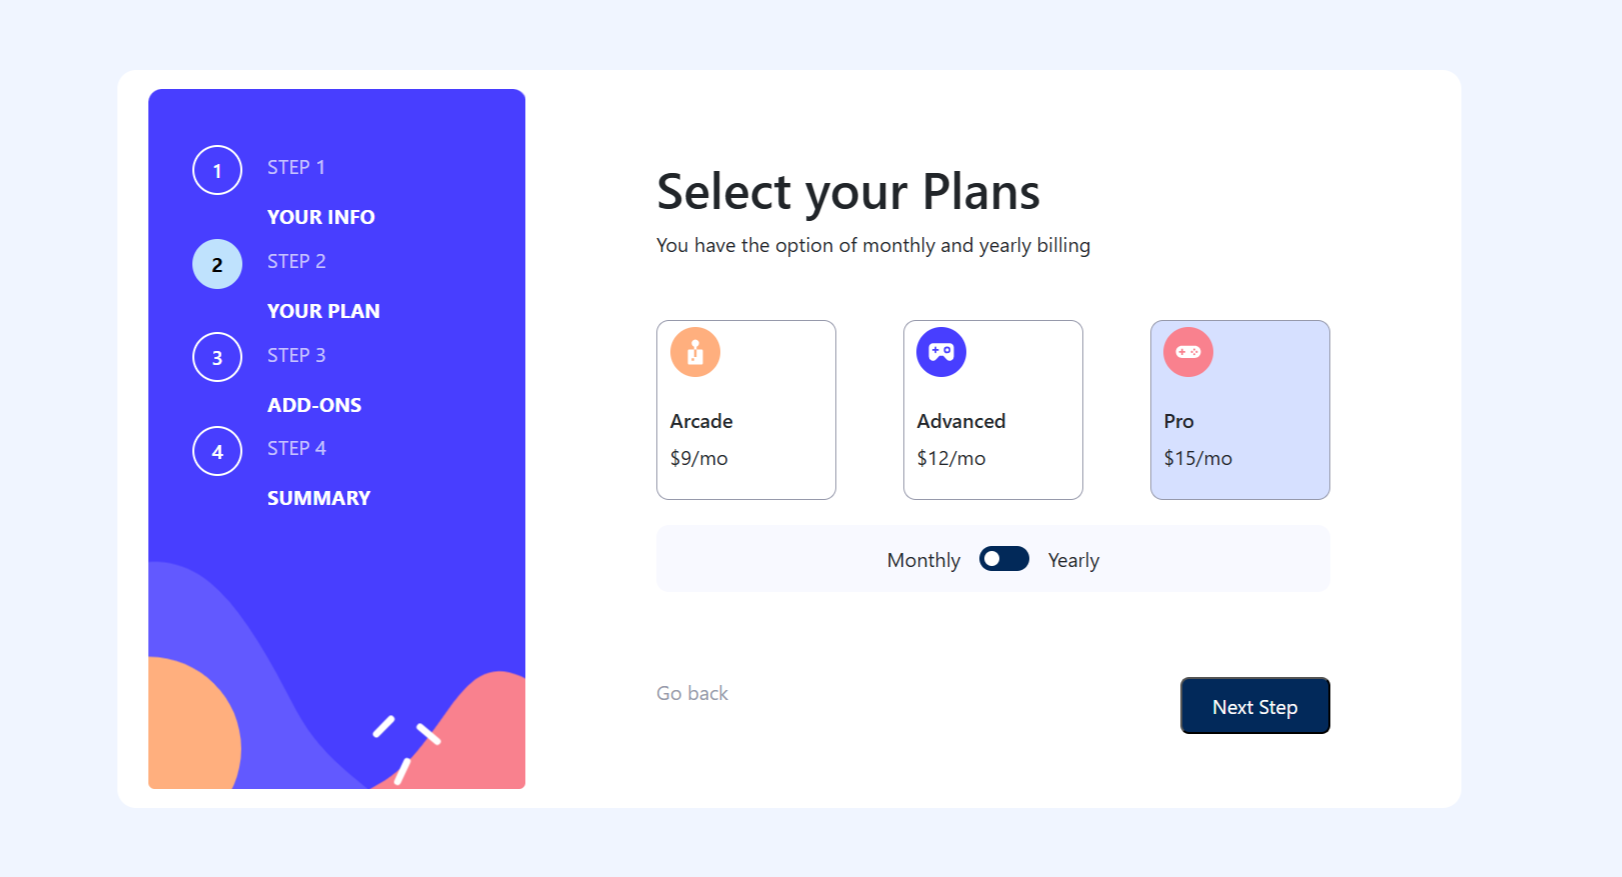 1 STEP 1
YOUR INFO
2 STEP 2
YOUR PLAN
3 STEP 3
ADD-ONS
4 STEP 4
SUMMARY
Select your Plans
You have the option of monthly and yearly billing
Arcade
$9/mo
Advanced
$12/mo
Pro
$15/mo
Monthly Yearly
Go back
Next Step